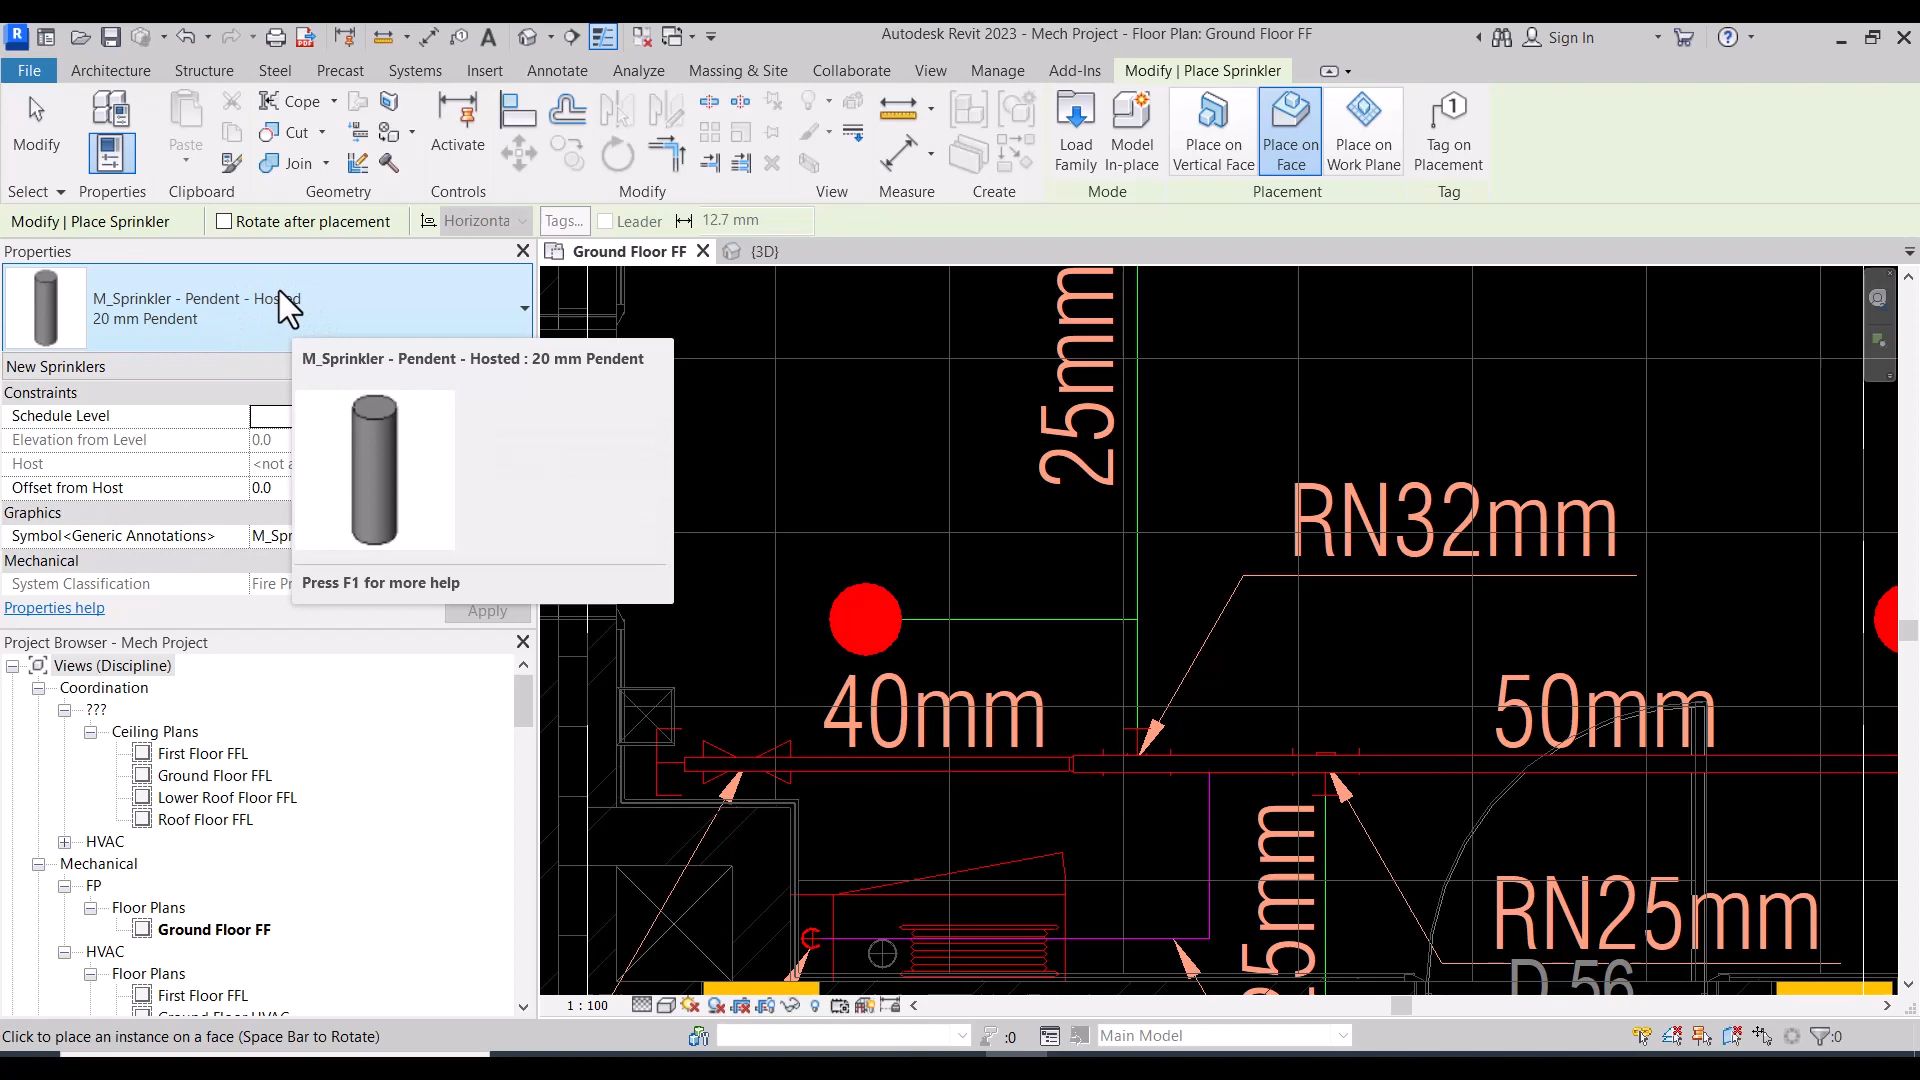 Autodesk Revit 2023 - Mech Project - Floor Plan: Ground Floor FF
Sign In
File Architecture Structure Steel Precast Systems Insert Annotate Analyze Massing & Site Collaborate View Manage Add-Ins Modify | Place Sprinkler
Modify
Paste
Cope
Cut
Join
Activate
Load Family
Model In-place
Place on Vertical Face
Place on Face
Place on Work Plane
Tag on Placement
Select Properties Clipboard Geometry Controls Modify View Measure Create Mode Placement Tag
Modify | Place Sprinkler Rotate after placement Horizonta Tags... Leader 12.7 mm
Properties
Ground Floor FF {3D}
M_Sprinkler - Pendent - Hosted
20 mm Pendent
New Sprinklers
Constraints
Schedule Level
Elevation from Level 0.0
Host <not a
Offset from Host 0.0
Graphics
Symbol<Generic Annotations> M_Spr
Mechanical
System Classification Fire Pr
Properties help
Apply
M_Sprinkler - Pendent - Hosted : 20 mm Pendent
Press F1 for more help
Project Browser - Mech Project
Views (Discipline)
Coordination
???
Ceiling Plans
First Floor FFL
Ground Floor FFL
Lower Roof Floor FFL
Roof Floor FFL
HVAC
Mechanical
FP
Floor Plans
Ground Floor FF
HVAC
Floor Plans
First Floor FFL
25mm
RN32mm
40mm
50mm
25mm
RN25mm
D 56
1 : 100
Click to place an instance on a face (Space Bar to Rotate)
:0
Main Model
:0